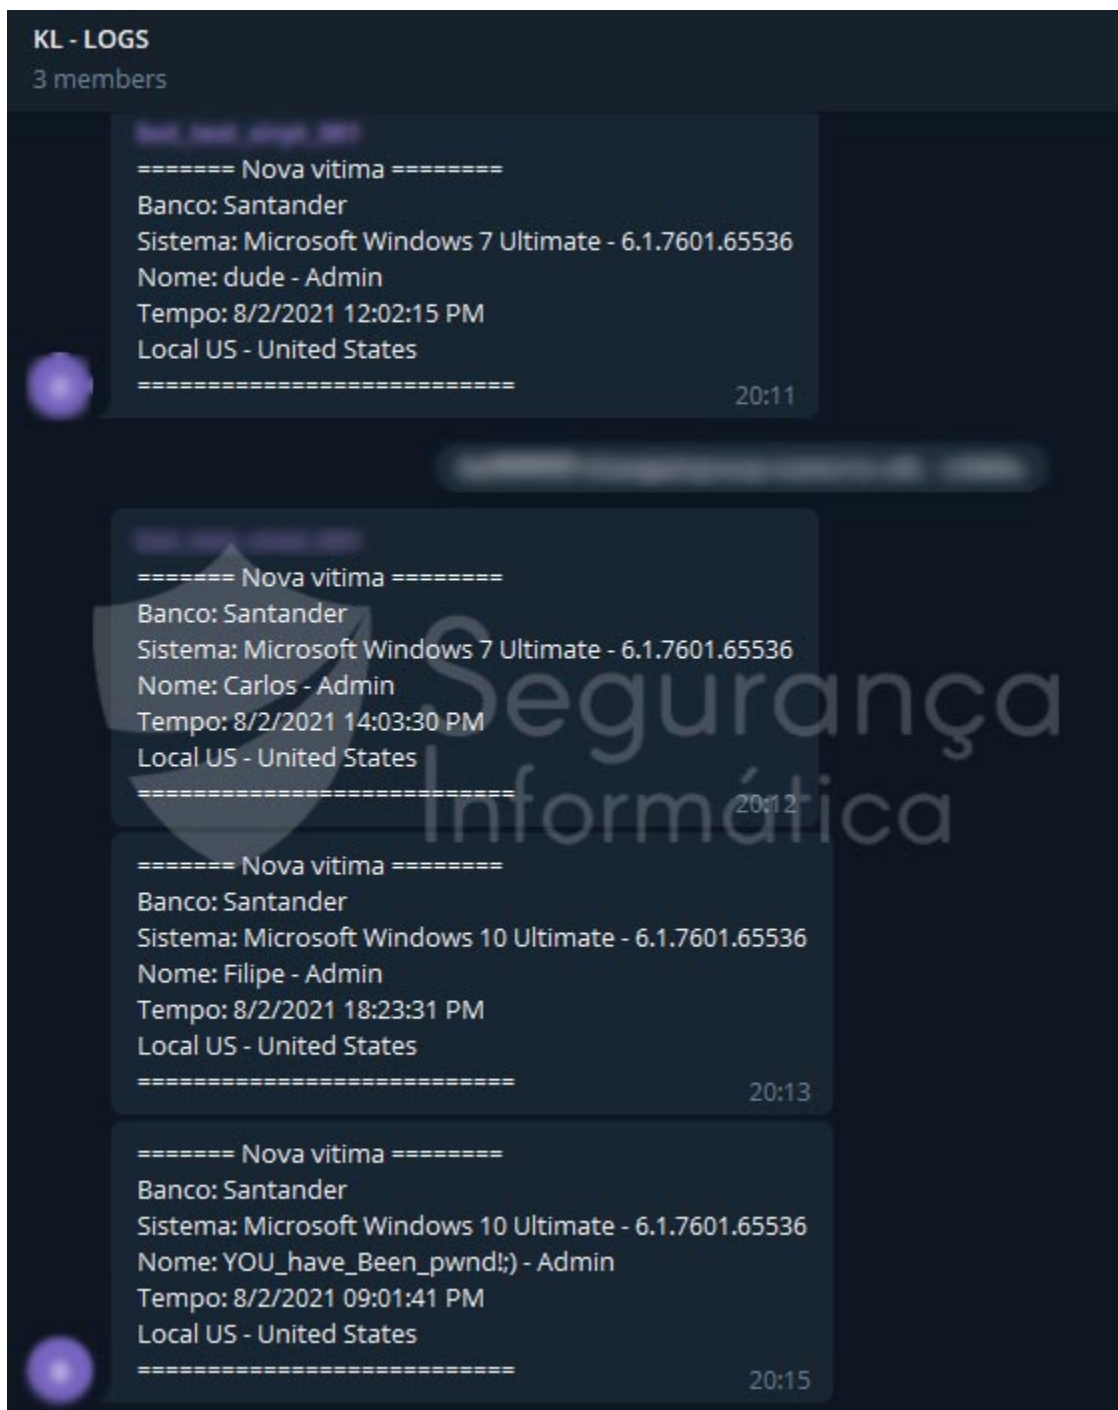 KL - LOGS
3 members
======= Nova vitima ========
Banco: Santander
Sistema: Microsoft Windows 7 Ultimate - 6.1.7601.65536
Nome: dude - Admin
Tempo: 8/2/2021 12:02:15 PM
Local US - United States
===========================
20:11
======= Nova vitima ========
Banco: Santander
Sistema: Microsoft Windows 7 Ultimate - 6.1.7601.65536
Nome: Carlos - Admin
Tempo: 8/2/2021 14:03:30 PM
Local US - United States
===========================
20:12
Segurança
Informática
======= Nova vitima ========
Banco: Santander
Sistema: Microsoft Windows 10 Ultimate - 6.1.7601.65536
Nome: Filipe - Admin
Tempo: 8/2/2021 18:23:31 PM
Local US - United States
===========================
20:13
======= Nova vitima ========
Banco: Santander
Sistema: Microsoft Windows 10 Ultimate - 6.1.7601.65536
Nome: YOU_have_Been_pwnd!;) - Admin
Tempo: 8/2/2021 09:01:41 PM
Local US - United States
===========================
20:15